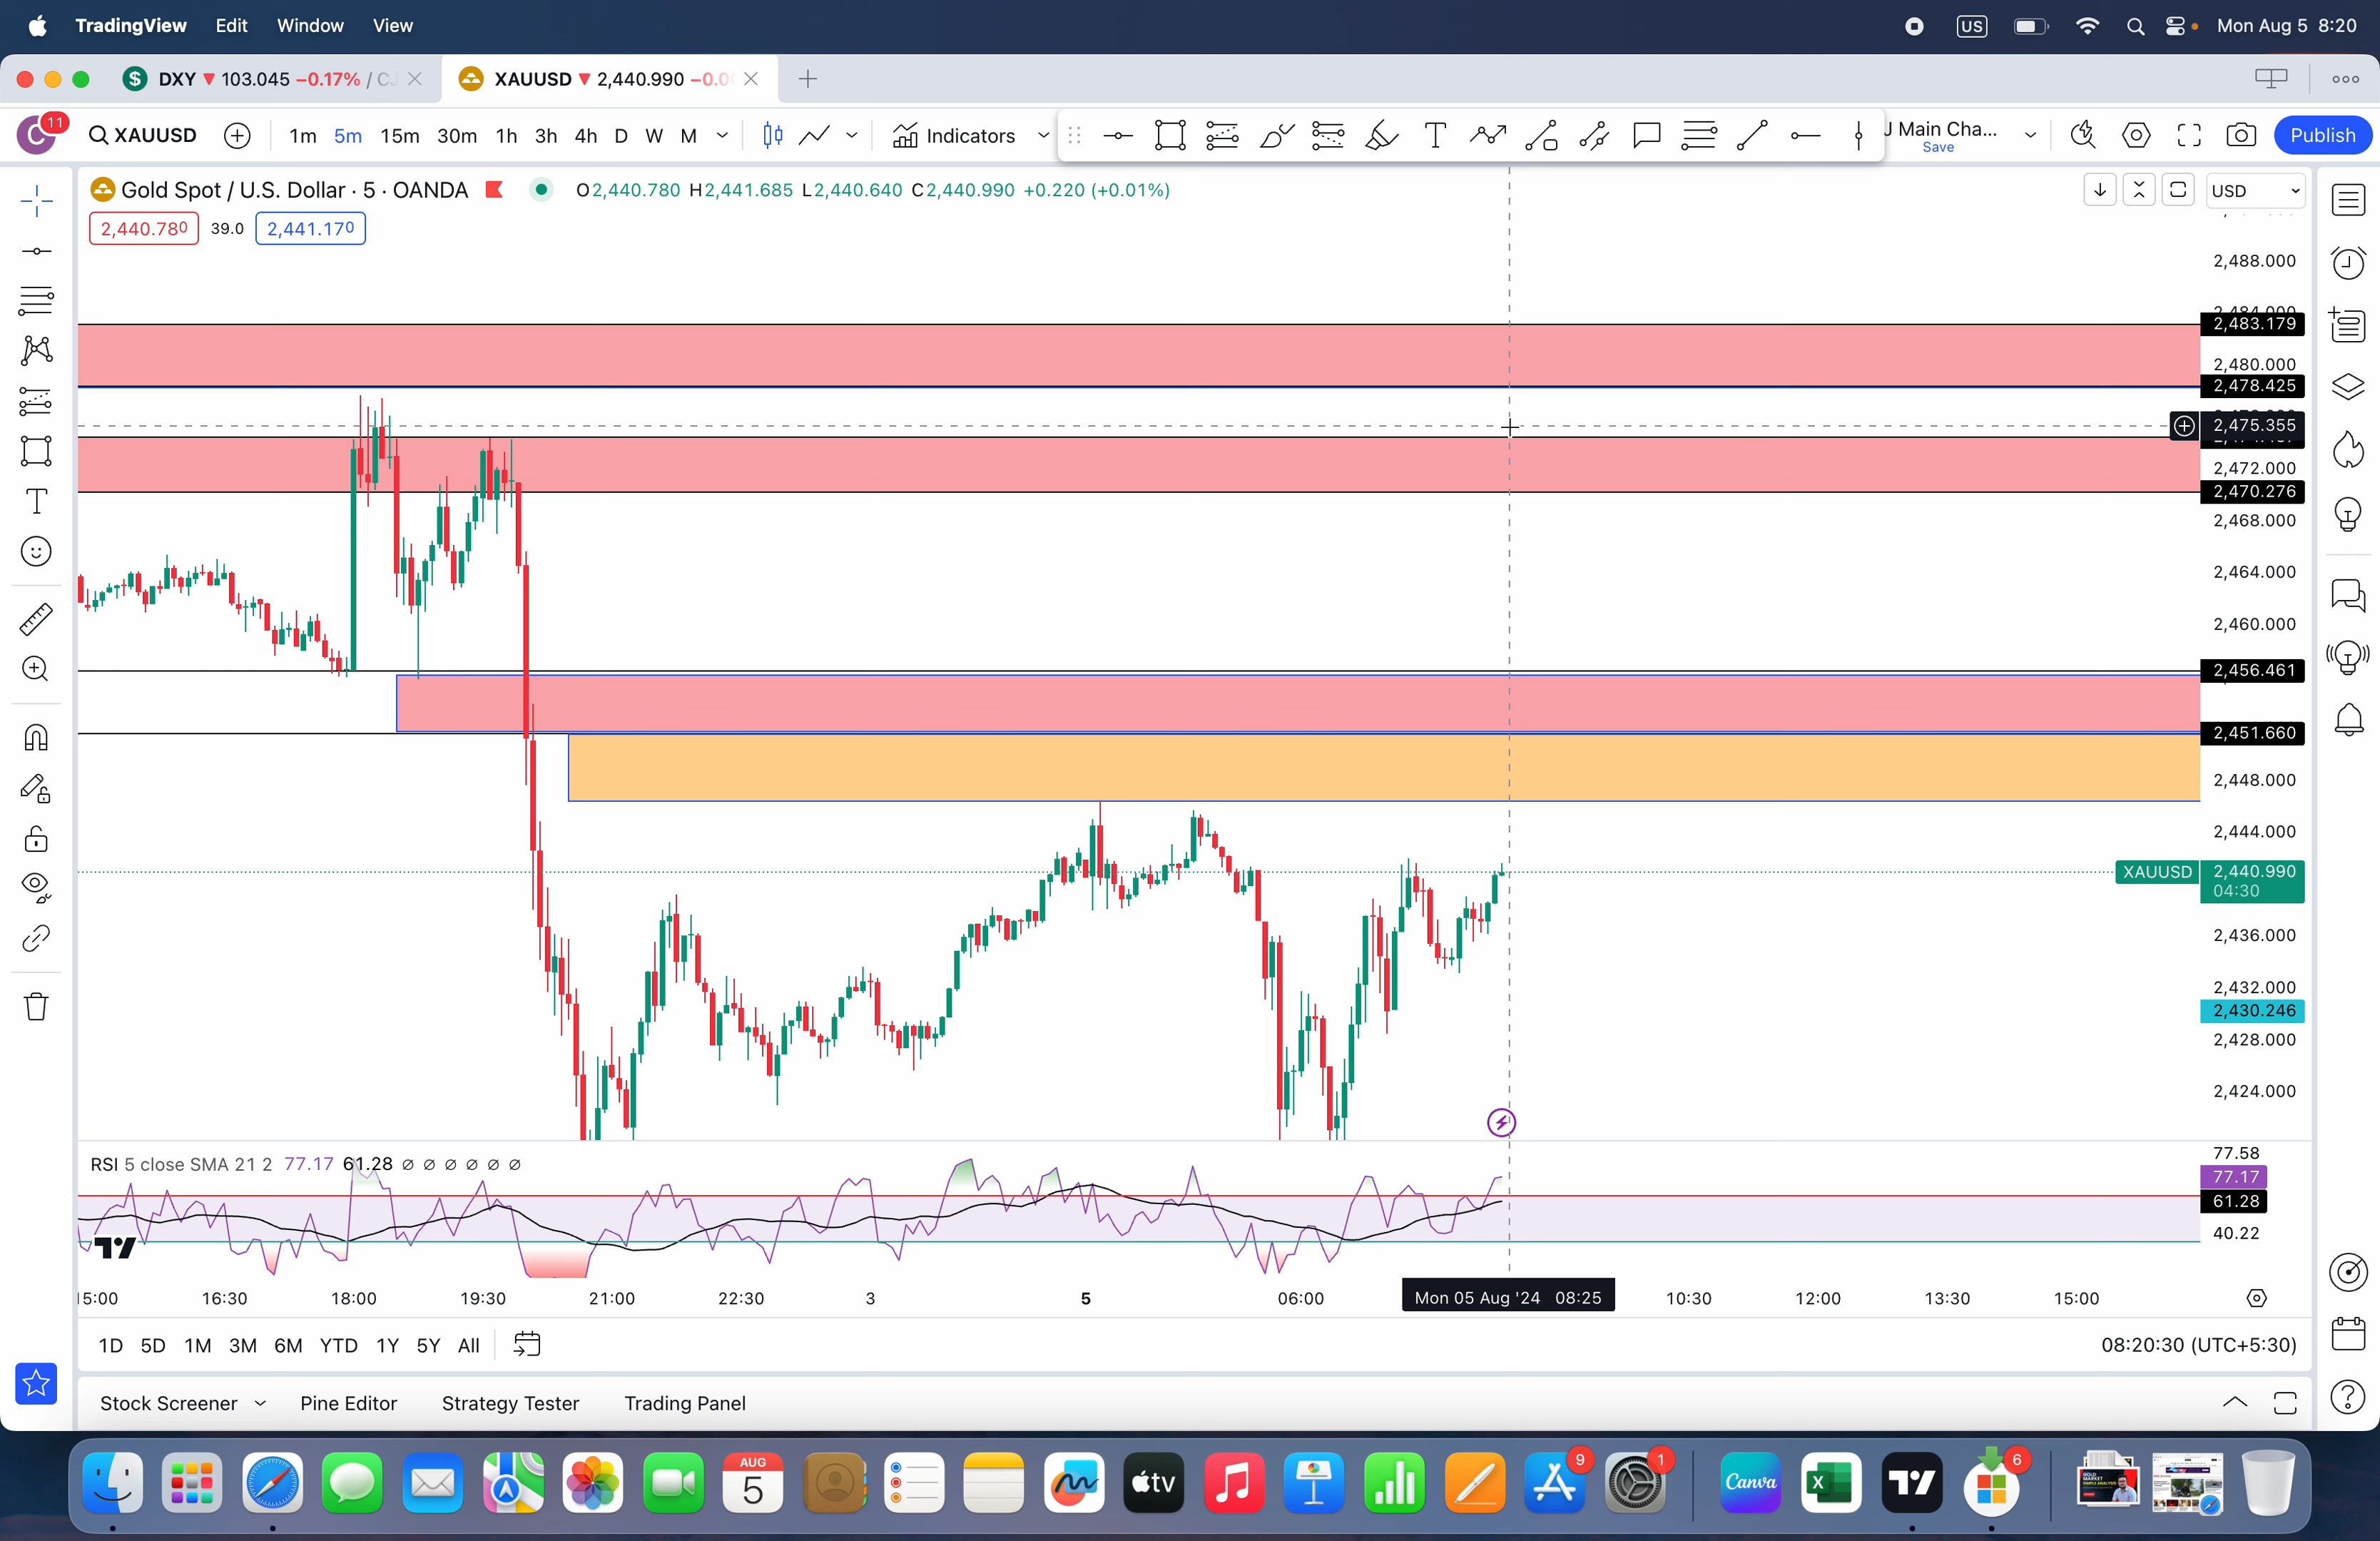 TradingView Edit Window View US Mon Aug 5 8:20
DXY 103.045 −0.17% / XAUUSD 2,440.990
11 XAUUSD 1m 5m 15m 30m 1h 3h 4h D W M Indicators J Main Cha... Save Publish
Gold Spot / U.S. Dollar · 5 · OANDA O2,440.780 H2,441.685 L2,440.640 C2,440.990 +0.220 (+0.01%) USD
2,440.780 39.0 2,441.170
2,488.000
2,483.179
2,480.000
2,478.425
2,475.355
2,472.000
2,470.276
2,468.000
2,464.000
2,460.000
2,456.461
2,451.660
2,448.000
2,444.000
XAUUSD 2,440.990
04:30
2,436.000
2,432.000
2,430.246
2,428.000
2,424.000
RSI 5 close SMA 21 2 77.17 61.28 ∅ ∅ ∅ ∅ ∅ ∅
77.58
77.17
61.28
40.22
15:00 16:30 18:00 19:30 21:00 22:30 3 5 06:00 Mon 05 Aug '24 08:25 10:30 12:00 13:30 15:00
1D 5D 1M 3M 6M YTD 1Y 5Y All 08:20:30 (UTC+5:30)
Stock Screener Pine Editor Strategy Tester Trading Panel
AUG
5
tv
9
1
Canva
6